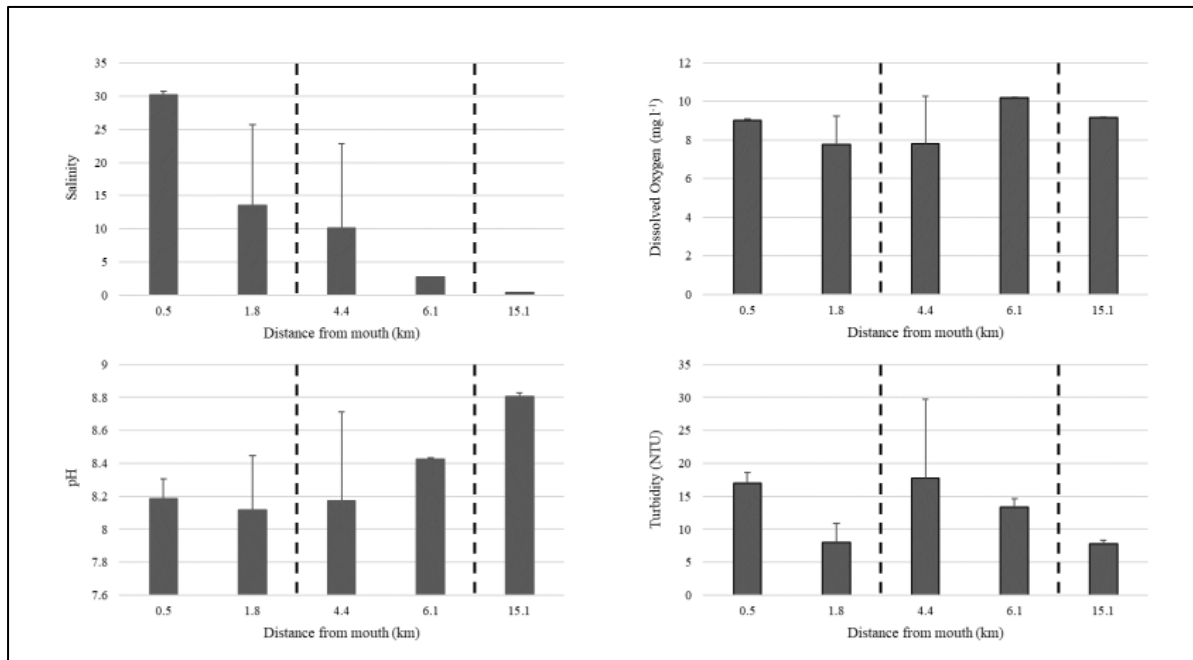 35
30
25
20
15
10
5
0
Salinity
0.5 1.8 4.4 6.1 15.1
Distance from mouth (km)
12
10
8
6
4
2
0
Dissolved Oxygen (mg l⁻¹)
0.5 1.8 4.4 6.1 15.1
Distance from mouth (km)
9
8.8
8.6
8.4
8.2
8
7.8
7.6
pH
0.5 1.8 4.4 6.1 15.1
Distance from mouth (km)
35
30
25
20
15
10
5
0
Turbidity (NTU)
0.5 1.8 4.4 6.1 15.1
Distance from mouth (km)